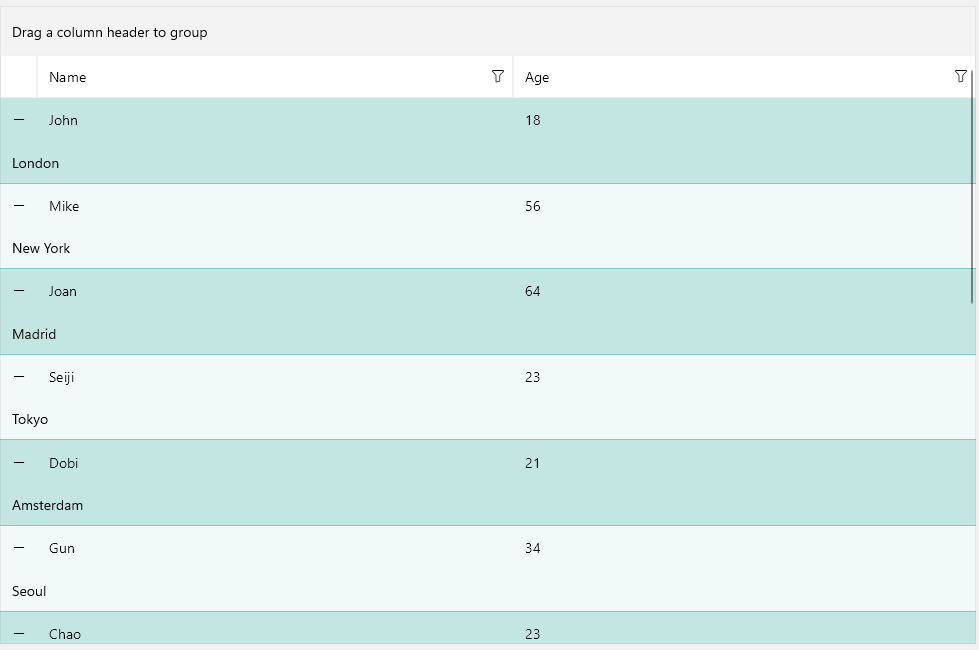 Drag a column header to group
Name Age
John 18
London
Mike 56
New York
Joan 64
Madrid
Seiji 23
Tokyo
Dobi 21
Amsterdam
Gun 34
Seoul
Chao 23